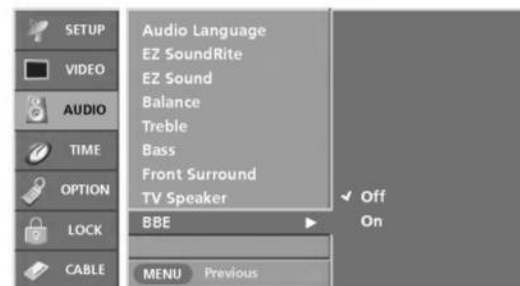 SETUP
VIDEO
AUDIO
TIME
OPTION
LOCK
CABLE
Audio Language
EZ SoundRite
EZ Sound
Balance
Treble
Bass
Front Surround
TV Speaker
BBE ▶
✓ Off
On
MENU Previous